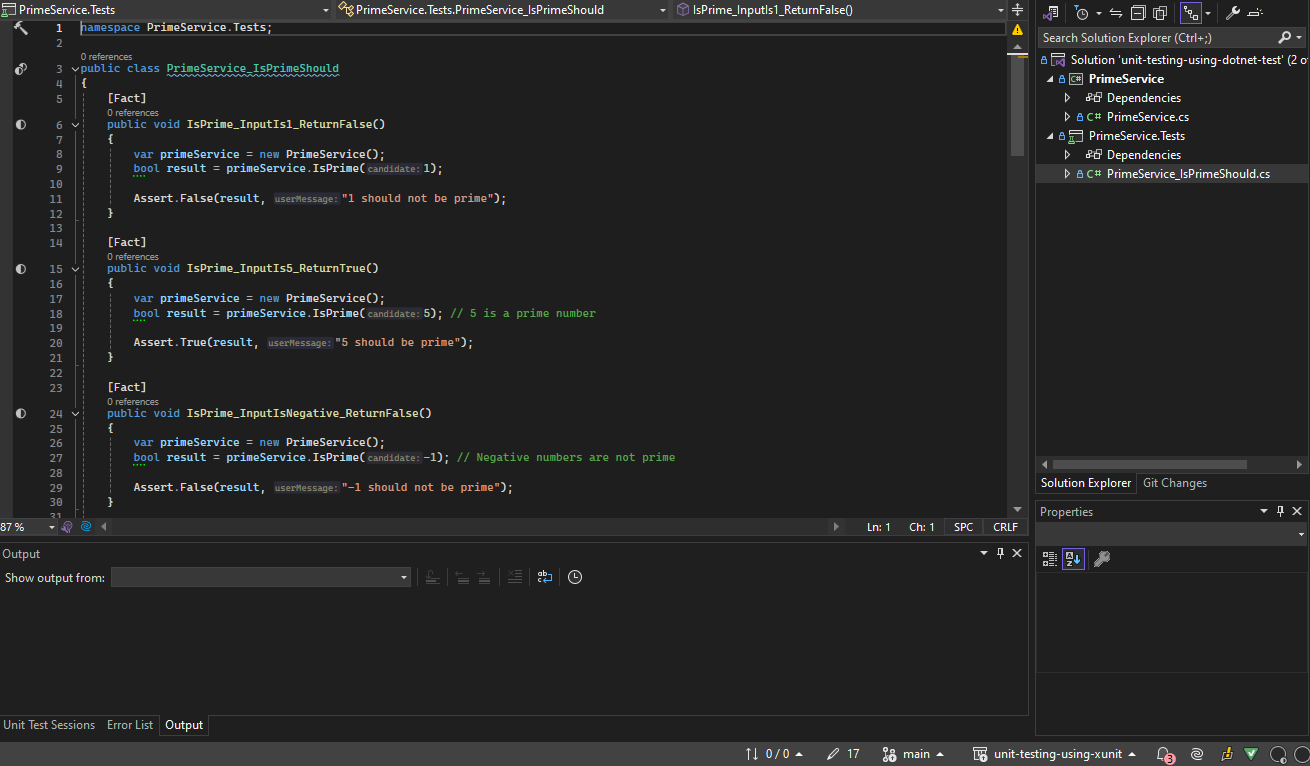 PrimeService.Tests
PrimeService.Tests.PrimeService_IsPrimeShould
IsPrime_InputIs1_ReturnFalse()
1 namespace PrimeService.Tests;
2
0 references
3 public class PrimeService_IsPrimeShould
4 {
5 [Fact]
0 references
6 public void IsPrime_InputIs1_ReturnFalse()
7 {
8 var primeService = new PrimeService();
9 bool result = primeService.IsPrime(candidate: 1);
10
11 Assert.False(result, userMessage: "1 should not be prime");
12 }
13
14 [Fact]
0 references
15 public void IsPrime_InputIs5_ReturnTrue()
16 {
17 var primeService = new PrimeService();
18 bool result = primeService.IsPrime(candidate: 5); // 5 is a prime number
19
20 Assert.True(result, userMessage: "5 should be prime");
21 }
22
23 [Fact]
0 references
24 public void IsPrime_InputIsNegative_ReturnFalse()
25 {
26 var primeService = new PrimeService();
27 bool result = primeService.IsPrime(candidate: -1); // Negative numbers are not prime
28
29 Assert.False(result, userMessage: "-1 should not be prime");
30 }
31
87 %
Ln: 1 Ch: 1 SPC CRLF
Output
Show output from:
Unit Test Sessions Error List Output
Search Solution Explorer (Ctrl+;)
Solution 'unit-testing-using-dotnet-test' (2 o
C# PrimeService
Dependencies
C# PrimeService.cs
PrimeService.Tests
Dependencies
C# PrimeService_IsPrimeShould.cs
Solution Explorer Git Changes
Properties
0 / 0 17 main unit-testing-using-xunit 3